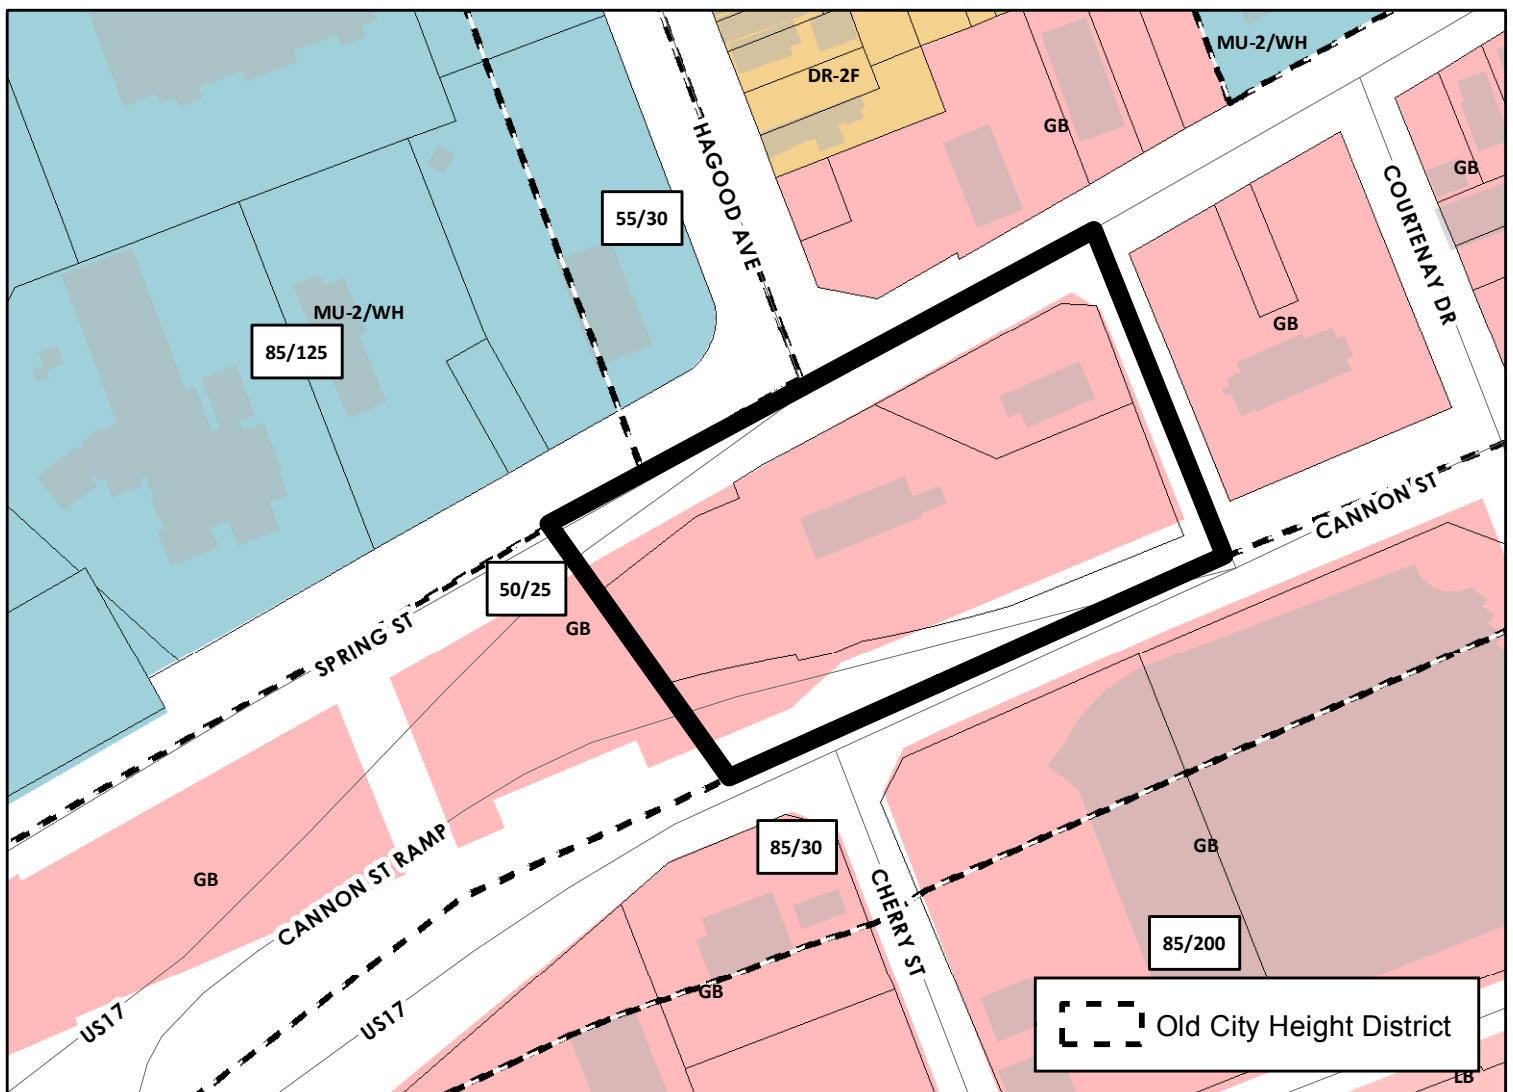 MU-2/WH
DR-2F
GB
HAGOOD AVE
GB
COURTENAY DR
55/30
MU-2/WH
85/125
GB
CANNON ST
50/25
GB
SPRING ST
GB
CANNON ST RAMP
85/30
GB
CHERRY ST
85/200
GB
US17
US17
Old City Height District
LB